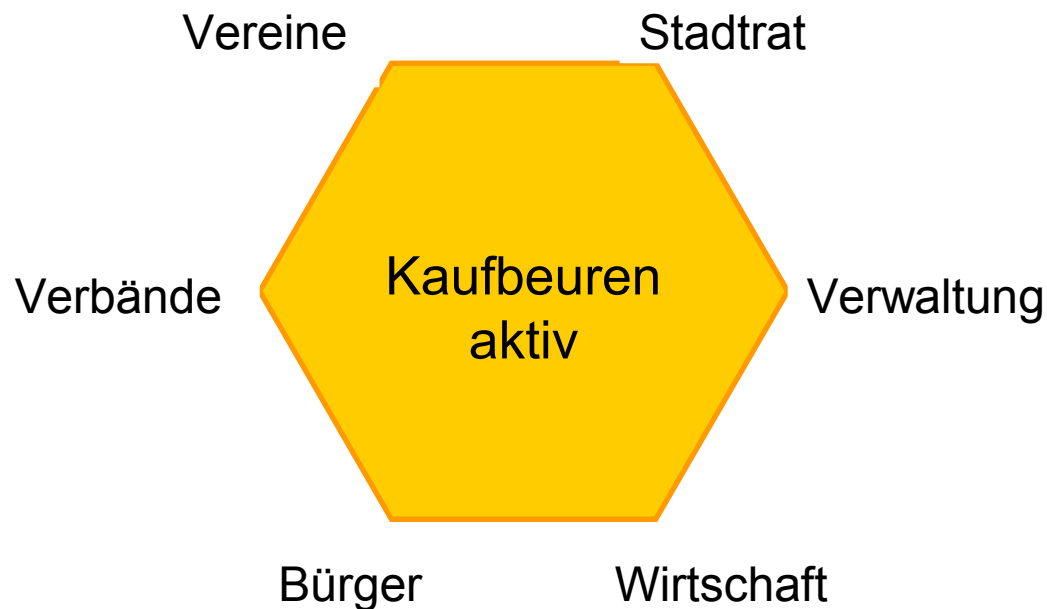 Vereine
Stadtrat
Verbände
Kaufbeuren
aktiv
Verwaltung
Bürger
Wirtschaft